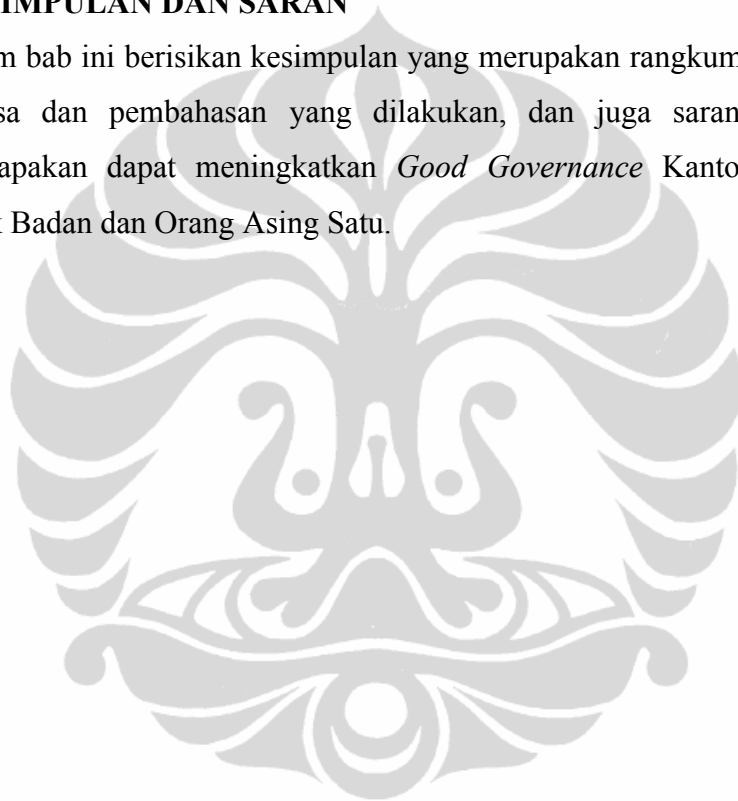 IMPULAN DAN SARAN
m bab ini berisikan kesimpulan yang merupakan rangkum
sa dan pembahasan yang dilakukan, dan juga saran
apakan dapat meningkatkan Good Governance Kanto
Badan dan Orang Asing Satu.